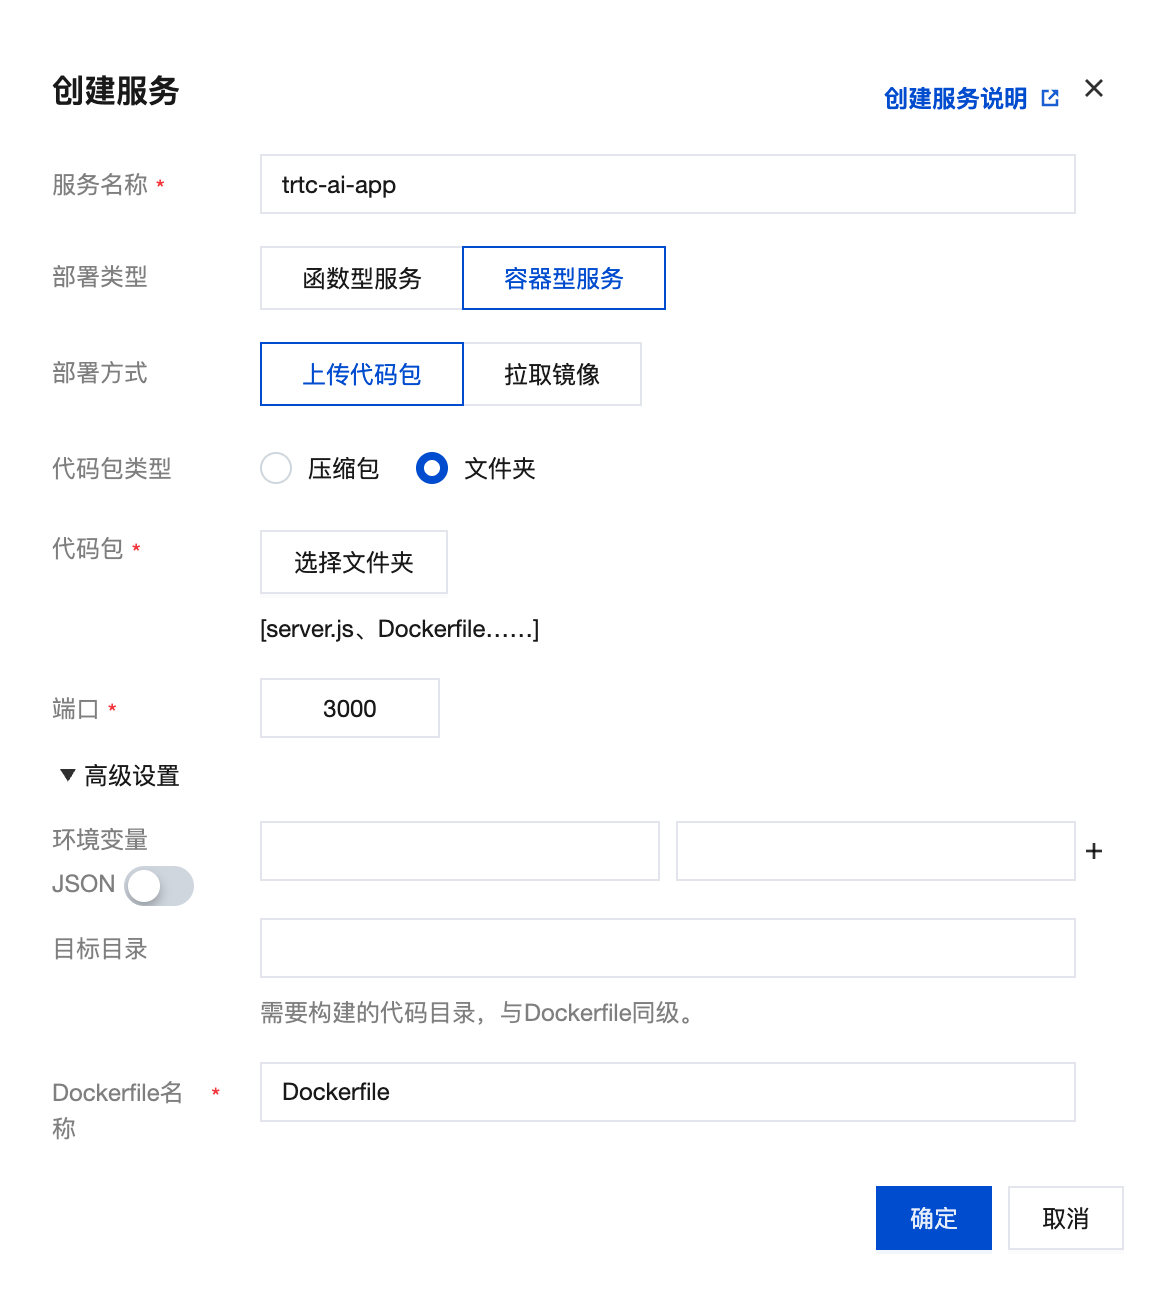 创建服务
创建服务说明
服务名称 *
trtc-ai-app
部署类型
函数型服务
容器型服务
部署方式
上传代码包
拉取镜像
代码包类型
压缩包
文件夹
代码包 *
选择文件夹
[server.js、Dockerfile……]
端口 *
3000
高级设置
环境变量
JSON
目标目录
需要构建的代码目录，与Dockerfile同级。
Dockerfile名 *
称
Dockerfile
确定
取消